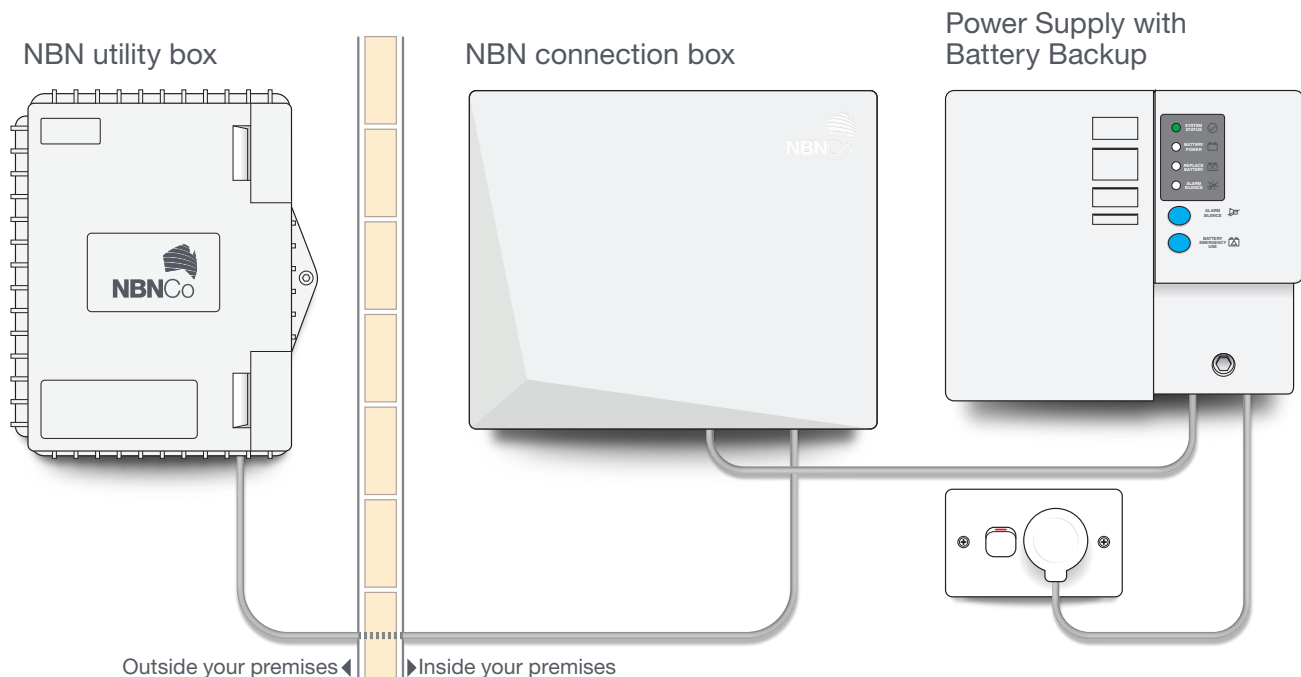 NBN utility box
NBN connection box
Power Supply with
Battery Backup
NBNCo
NBNCo
SYSTEM
STATUS
BATTERY
POWER
REPLACE
BATTERY
ALARM
SILENCE
ALARM
SILENCE
BATTERY
EMERGENCY
USE
Outside your premises
Inside your premises